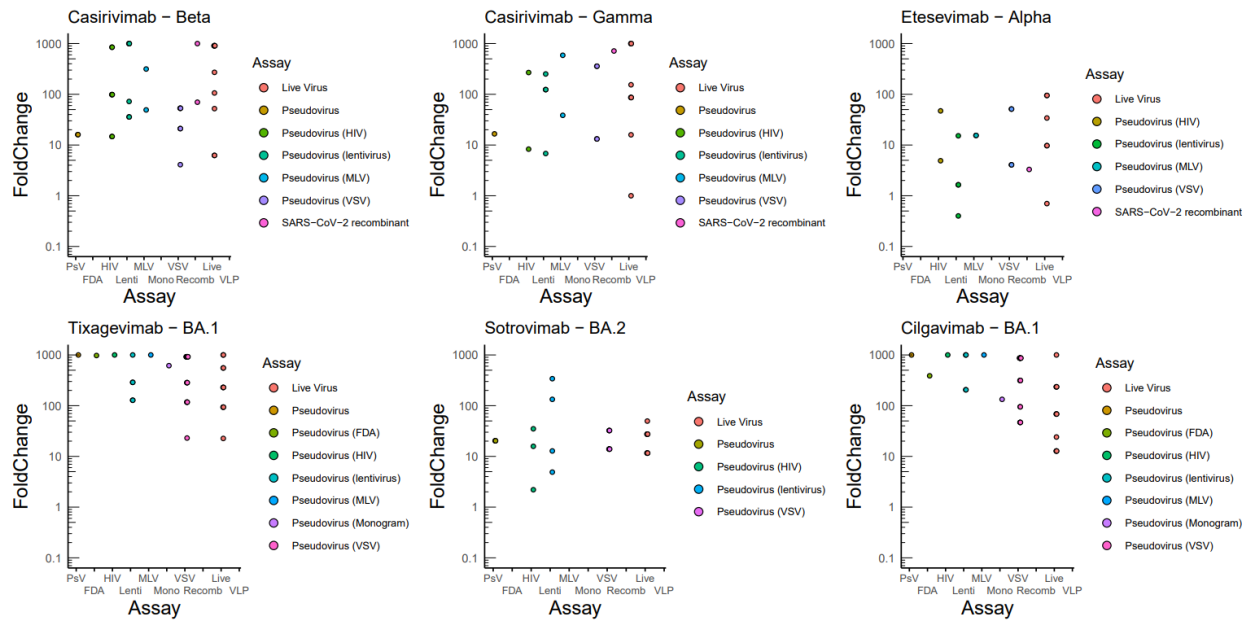 Casirivimab − Beta
FoldChange
1000
100
10
1
0.1
PsV HIV MLV VSV Live
FDA Lenti Mono Recomb VLP
Assay
Assay
Live Virus
Pseudovirus
Pseudovirus (HIV)
Pseudovirus (lentivirus)
Pseudovirus (MLV)
Pseudovirus (VSV)
SARS−CoV−2 recombinant
Casirivimab − Gamma
FoldChange
1000
100
10
1
0.1
PsV HIV MLV VSV Live
FDA Lenti Mono Recomb VLP
Assay
Assay
Live Virus
Pseudovirus
Pseudovirus (HIV)
Pseudovirus (lentivirus)
Pseudovirus (MLV)
Pseudovirus (VSV)
SARS−CoV−2 recombinant
Etesevimab − Alpha
FoldChange
1000
100
10
1
0.1
PsV HIV MLV VSV Live
FDA Lenti Mono Recomb VLP
Assay
Assay
Live Virus
Pseudovirus (HIV)
Pseudovirus (lentivirus)
Pseudovirus (MLV)
Pseudovirus (VSV)
SARS−CoV−2 recombinant
Tixagevimab − BA.1
FoldChange
1000
100
10
1
0.1
PsV HIV MLV VSV Live
FDA Lenti Mono Recomb VLP
Assay
Assay
Live Virus
Pseudovirus
Pseudovirus (FDA)
Pseudovirus (HIV)
Pseudovirus (lentivirus)
Pseudovirus (MLV)
Pseudovirus (Monogram)
Pseudovirus (VSV)
Sotrovimab − BA.2
FoldChange
1000
100
10
1
0.1
PsV HIV MLV VSV Live
FDA Lenti Mono Recomb VLP
Assay
Assay
Live Virus
Pseudovirus
Pseudovirus (HIV)
Pseudovirus (lentivirus)
Pseudovirus (VSV)
Cilgavimab − BA.1
FoldChange
1000
100
10
1
0.1
PsV HIV MLV VSV Live
FDA Lenti Mono Recomb VLP
Assay
Assay
Live Virus
Pseudovirus
Pseudovirus (FDA)
Pseudovirus (HIV)
Pseudovirus (lentivirus)
Pseudovirus (MLV)
Pseudovirus (Monogram)
Pseudovirus (VSV)